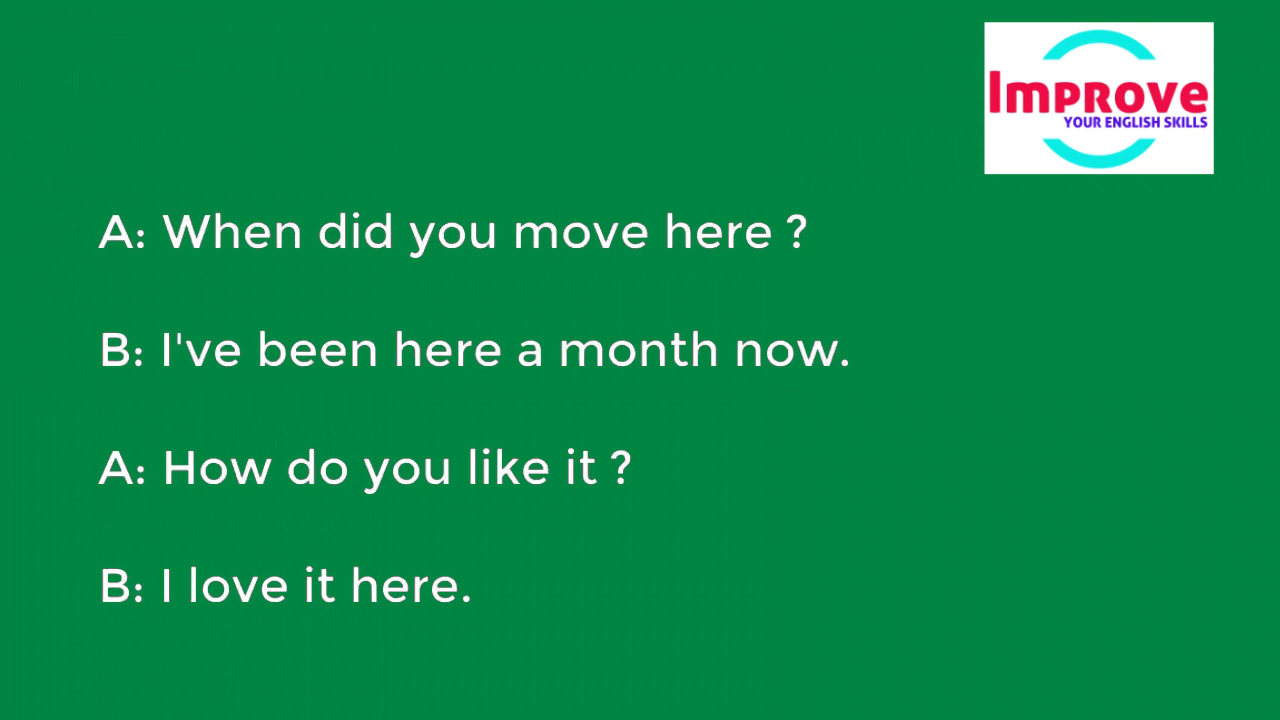 Improve
YOUR ENGLISH SKILLS
A: When did you move here ?
B: I've been here a month now.
A: How do you like it ?
B: I love it here.